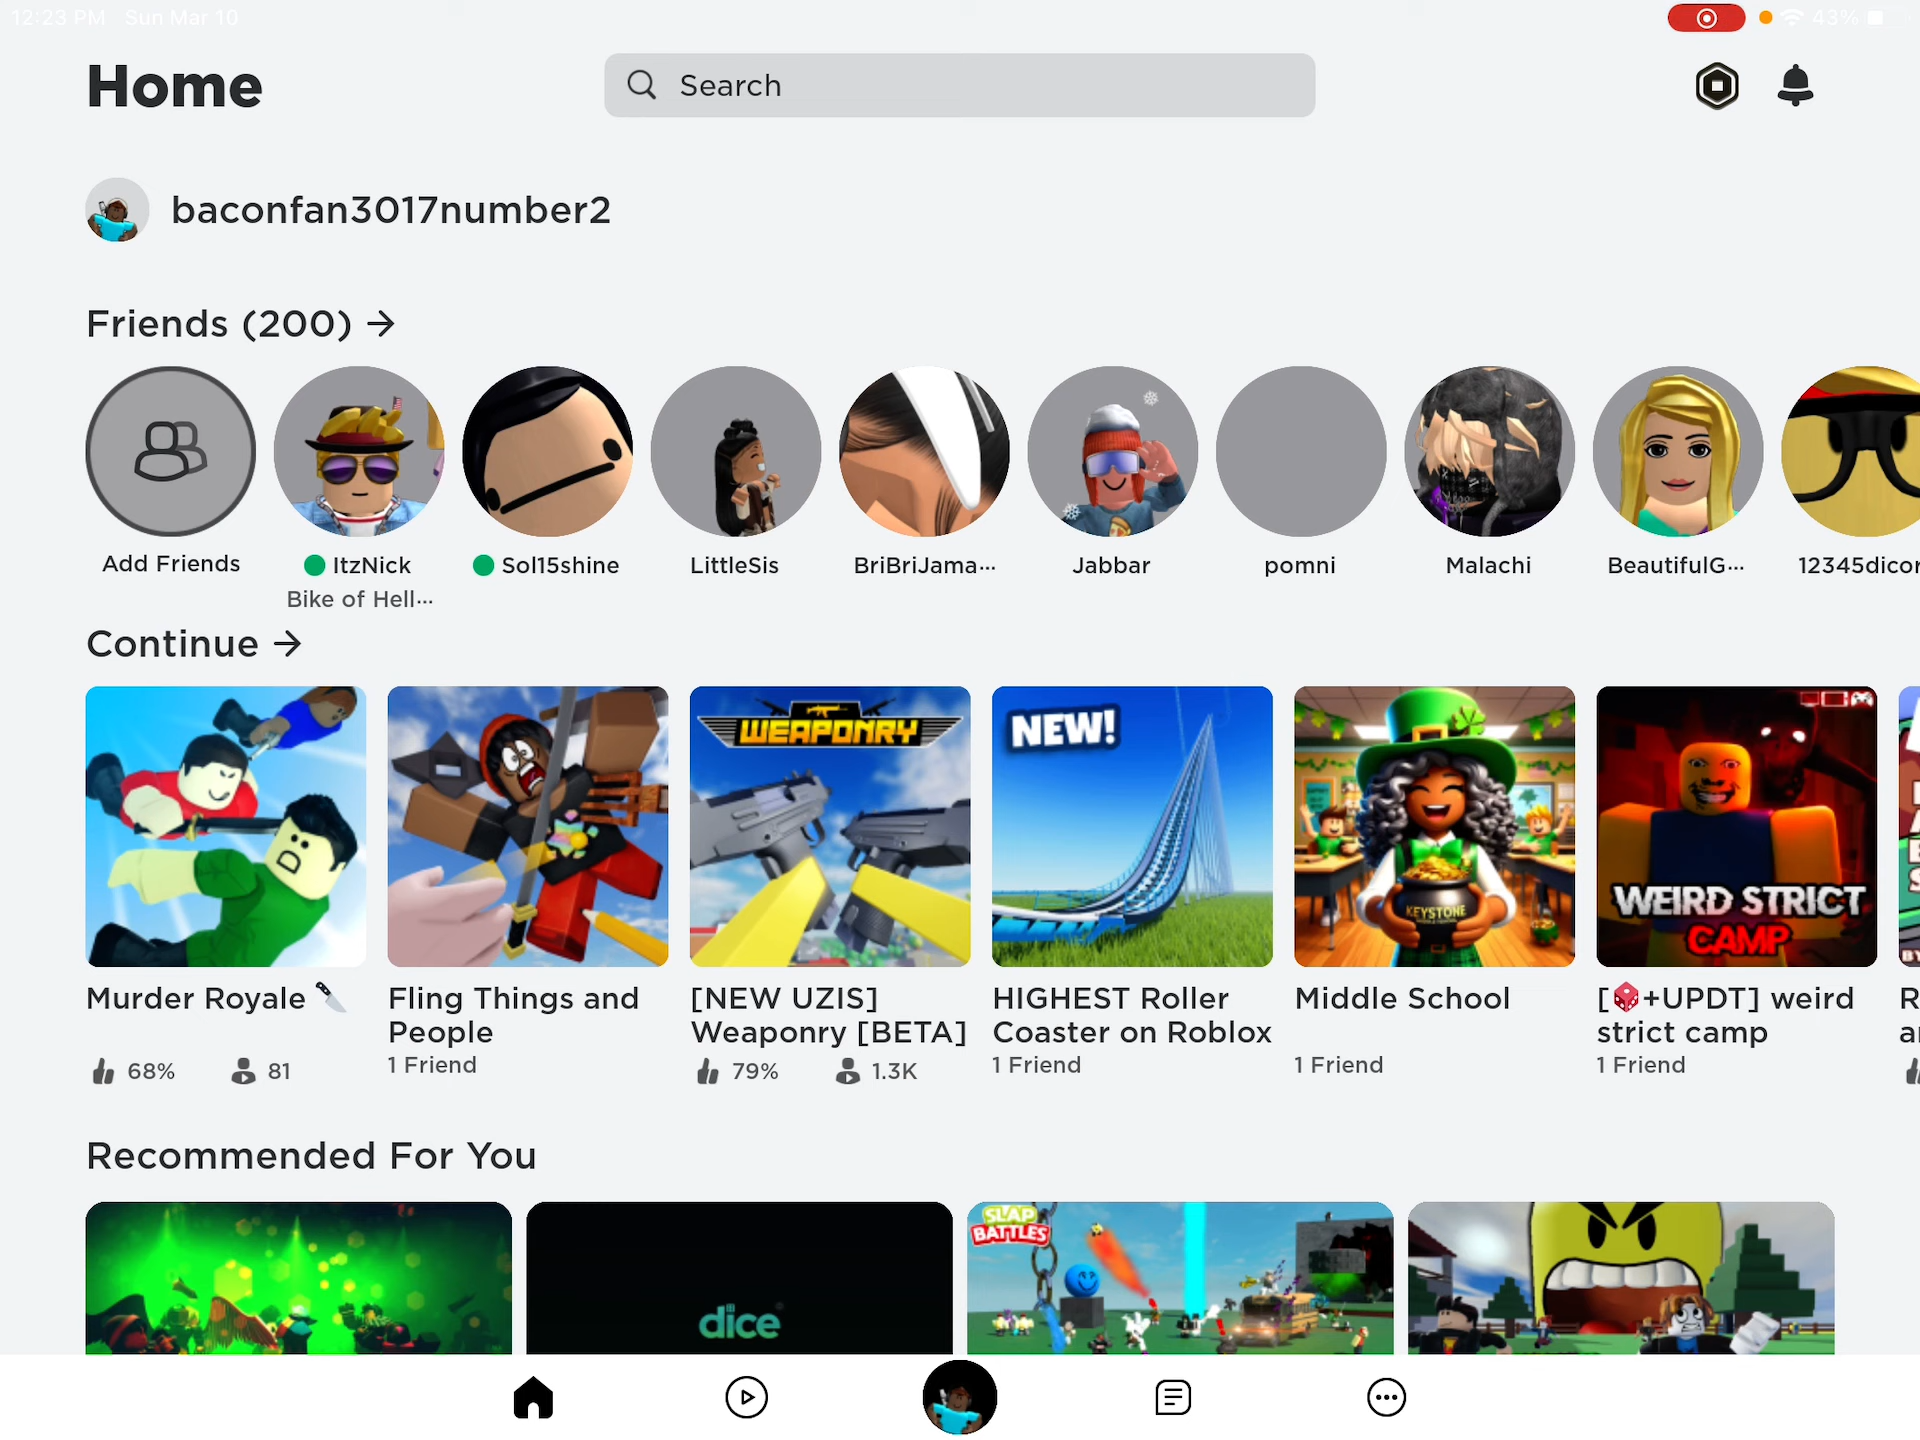 12:23 PM Sun Mar 10
43%
Home
Search
baconfan3017number2
Friends (200) →
Add Friends
ItzNick
Sol15shine
LittleSis
BriBriJama...
Jabbar
pomni
Malachi
BeautifulG...
12345dicor
Bike of Hell...
Continue →
WEAPONRY
NEW!
KEYSTONE
WEIRD STRICT
CAMP
Murder Royale 🔪
Fling Things and
People
[NEW UZIS]
Weaponry [BETA]
HIGHEST Roller
Coaster on Roblox
Middle School
[🎲+UPDT] weird
strict camp
68%
81
1 Friend
79%
1.3K
1 Friend
1 Friend
1 Friend
Recommended For You
SLAP
BATTLES
dice